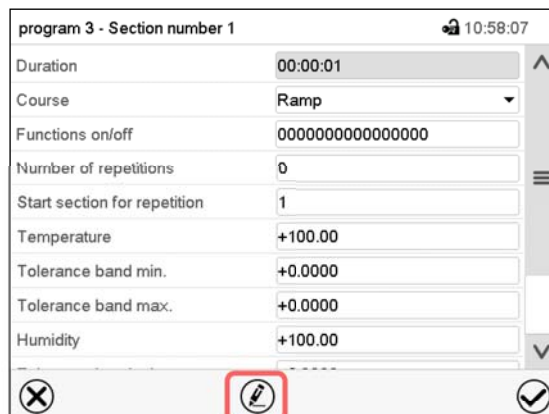 program 3 - Section number 1 10:58:07
Duration 00:00:01
Course Ramp
Functions on/off 0000000000000000
Number of repetitions 0
Start section for repetition 1
Temperature +100.00
Tolerance band min. +0.0000
Tolerance band max. +0.0000
Humidity +100.00